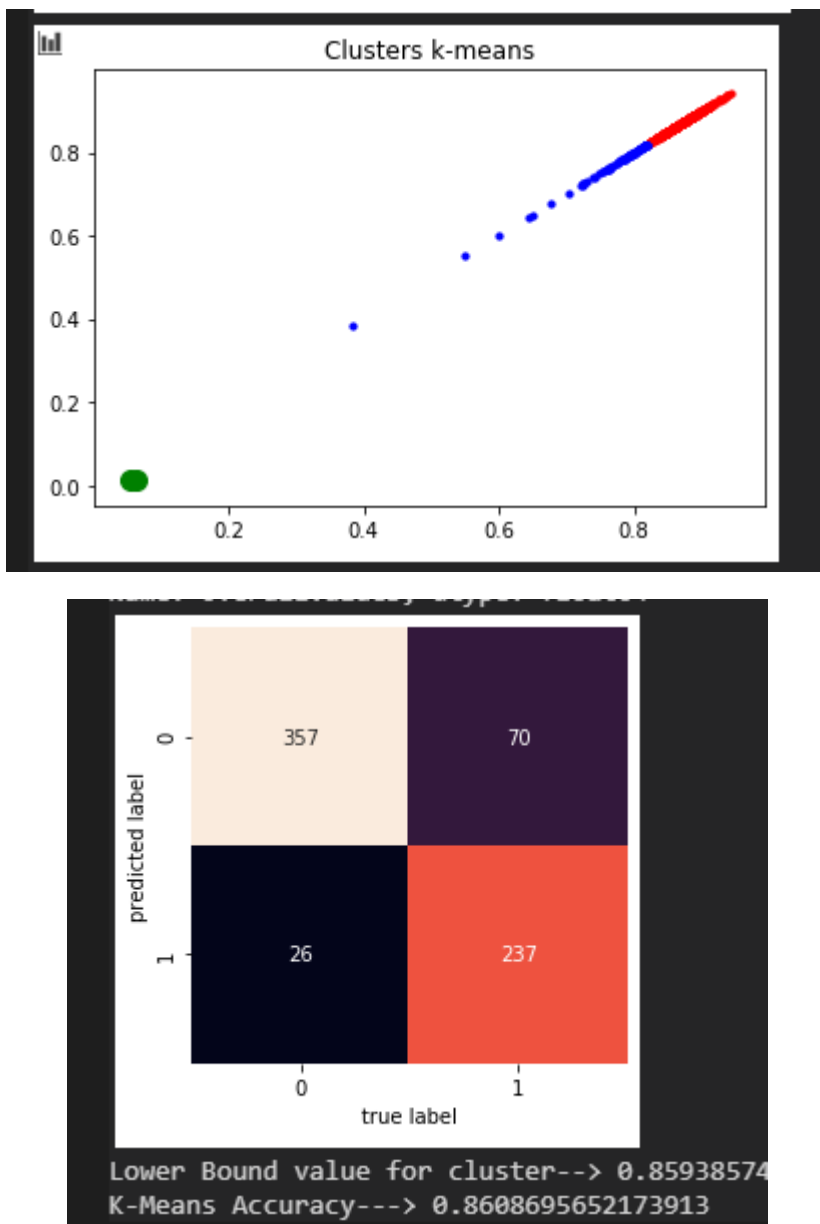 Clusters k-means
0.8
0.6
0.4
0.2
0.0
0.2 0.4 0.6 0.8
predicted label
0
357 70
1
26 237
0 1
true label
Lower Bound value for cluster--> 0.85938574
K-Means Accuracy---> 0.8608695652173913